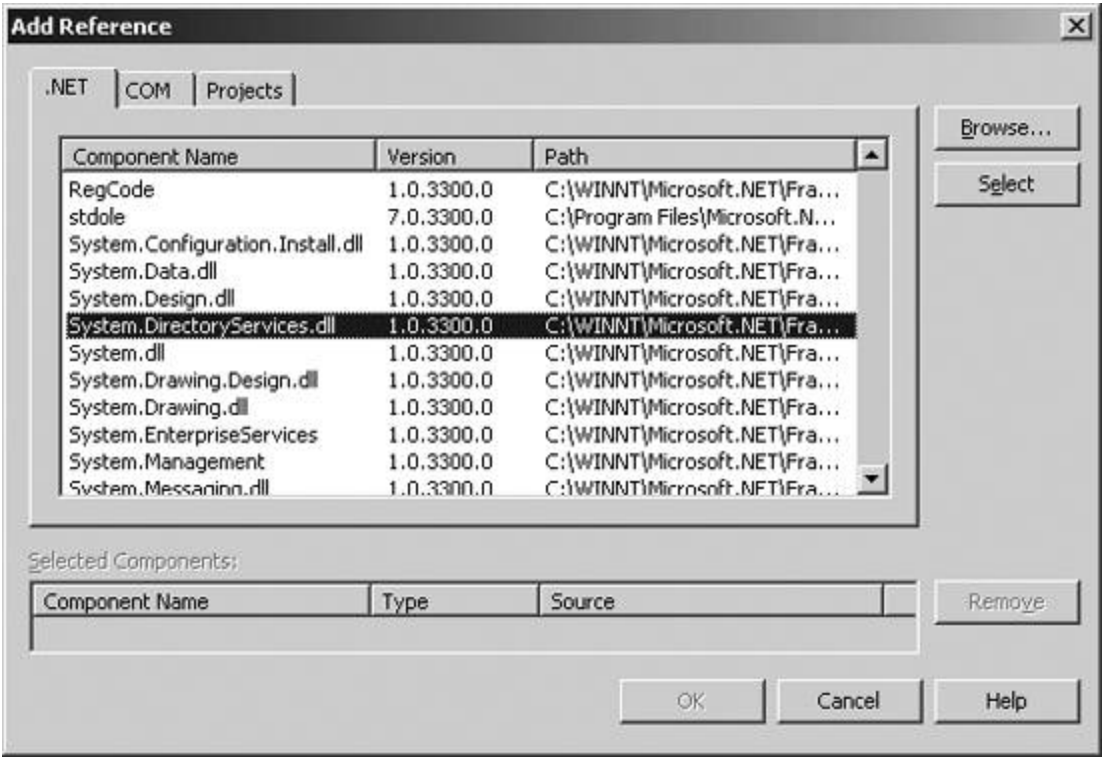 Add Reference
.NET COM Projects
Browse...
Select
Component Name Version Path
RegCode 1.0.3300.0 C:\WINNT\Microsoft.NET\Fra...
stdole 7.0.3300.0 C:\Program Files\Microsoft.N...
System.Configuration.Install.dll 1.0.3300.0 C:\WINNT\Microsoft.NET\Fra...
System.Data.dll 1.0.3300.0 C:\WINNT\Microsoft.NET\Fra...
System.Design.dll 1.0.3300.0 C:\WINNT\Microsoft.NET\Fra...
System.DirectoryServices.dll 1.0.3300.0 C:\WINNT\Microsoft.NET\Fra...
System.dll 1.0.3300.0 C:\WINNT\Microsoft.NET\Fra...
System.Drawing.Design.dll 1.0.3300.0 C:\WINNT\Microsoft.NET\Fra...
System.Drawing.dll 1.0.3300.0 C:\WINNT\Microsoft.NET\Fra...
System.EnterpriseServices 1.0.3300.0 C:\WINNT\Microsoft.NET\Fra...
System.Management 1.0.3300.0 C:\WINNT\Microsoft.NET\Fra...
System.Messaging.dll 1.0.3300.0 C:\WINNT\Microsoft.NET\Fra...
Selected Components:
Component Name Type Source
Remove
OK Cancel Help